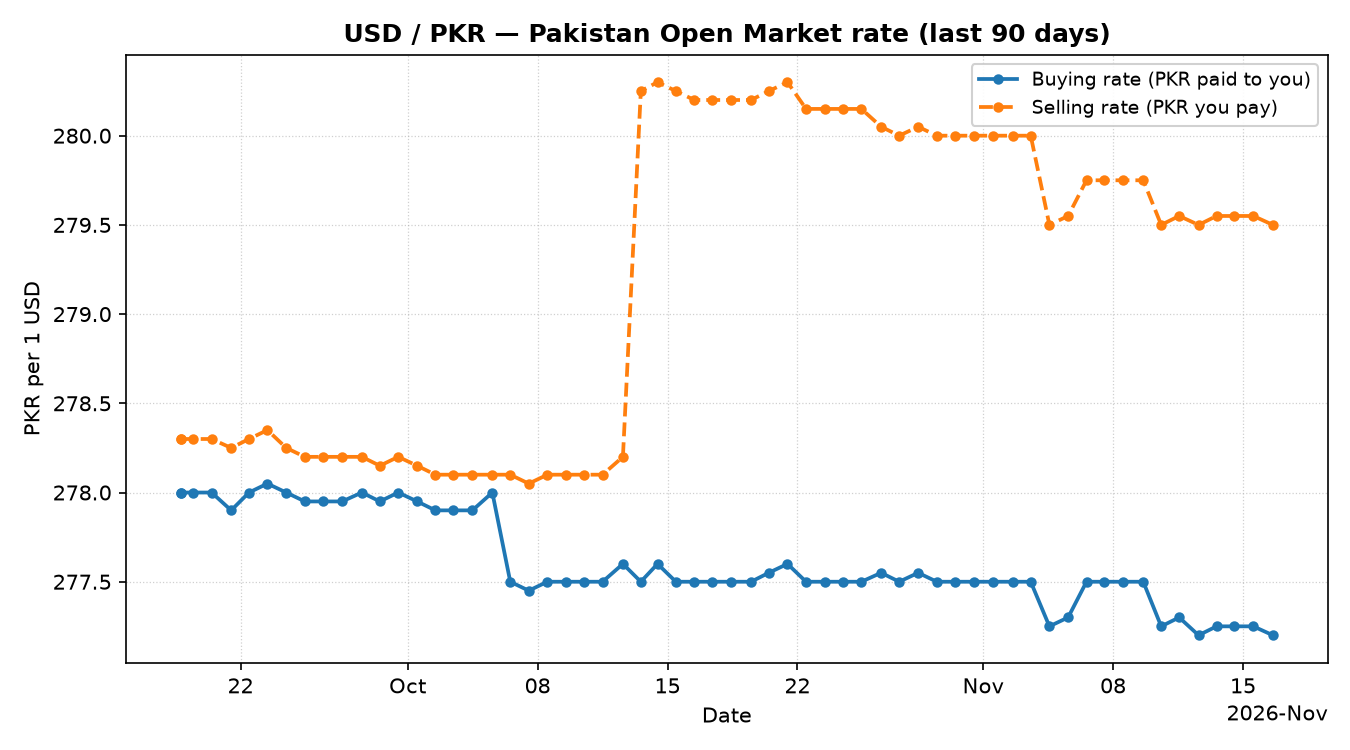 USD / PKR — Pakistan Open Market rate (last 90 days)
Buying rate (PKR paid to you)
Selling rate (PKR you pay)
PKR per 1 USD
280.0
279.5
279.0
278.5
278.0
277.5
22 Oct 08 15 22 Nov 08 15
Date
2026-Nov